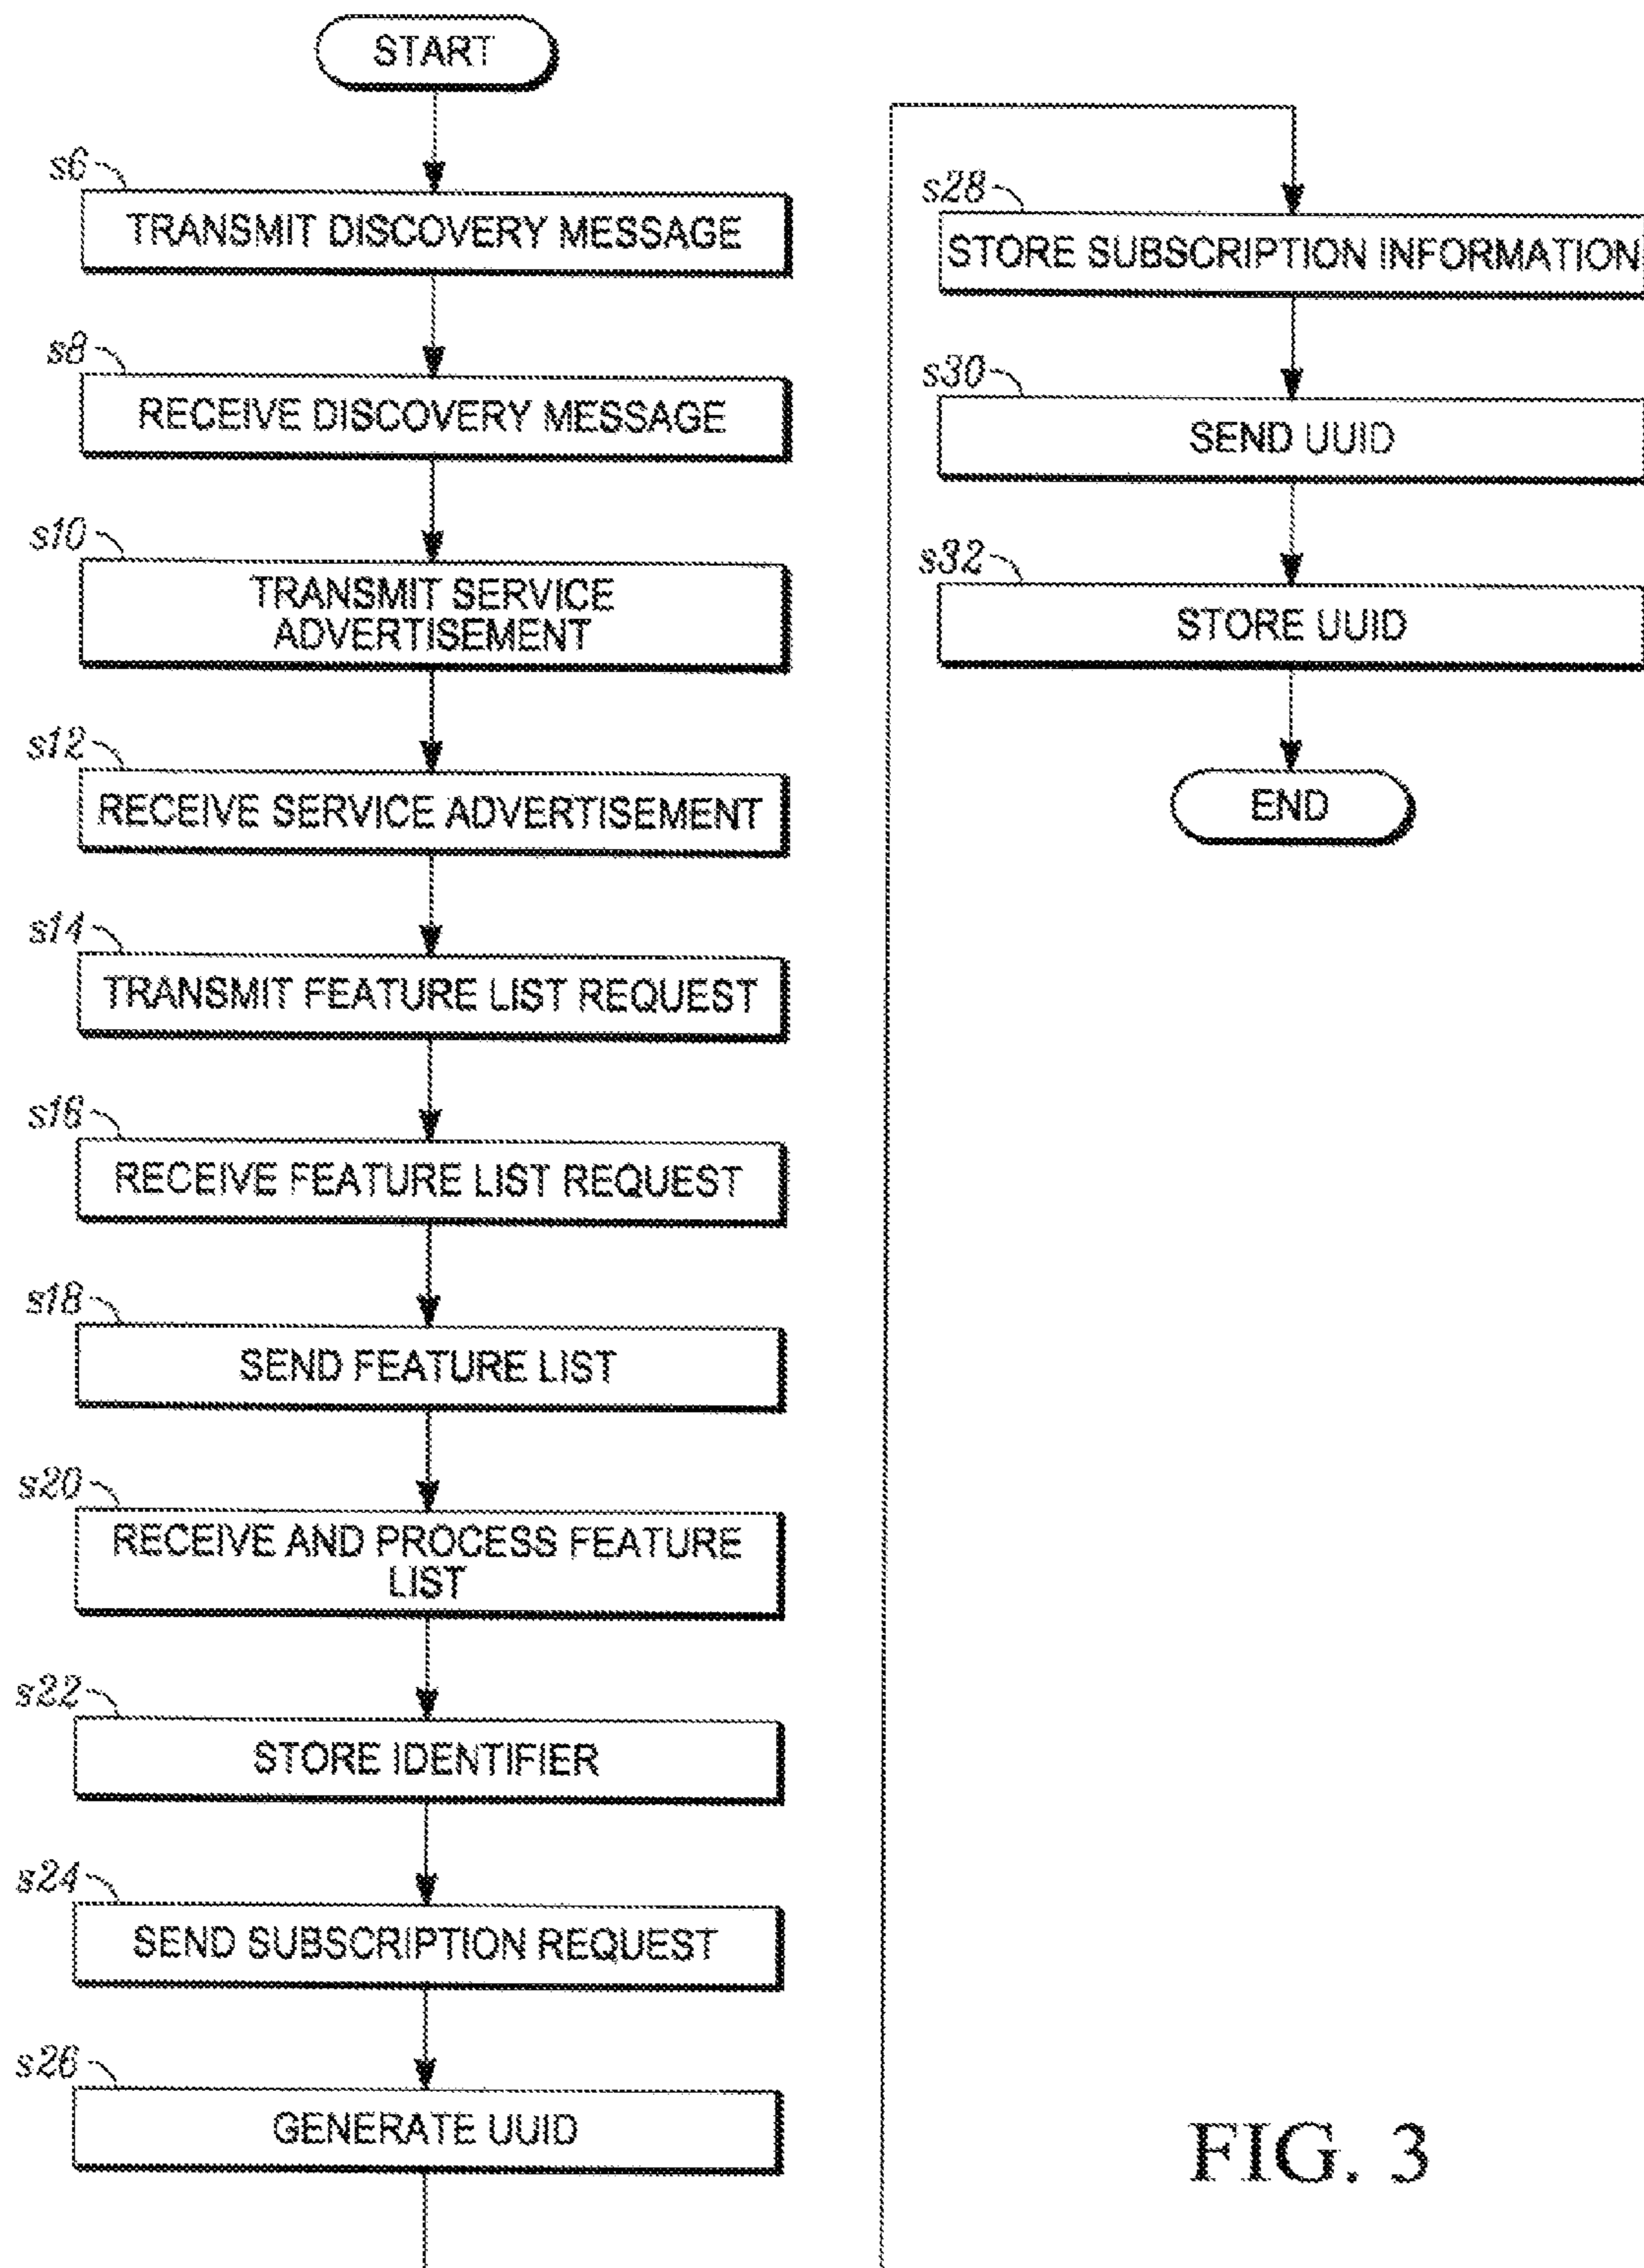 START
s6
TRANSMIT DISCOVERY MESSAGE
s8
RECEIVE DISCOVERY MESSAGE
s10
TRANSMIT SERVICE
ADVERTISEMENT
s12
RECEIVE SERVICE ADVERTISEMENT
s14
TRANSMIT FEATURE LIST REQUEST
s16
RECEIVE FEATURE LIST REQUEST
s18
SEND FEATURE LIST
s20
RECEIVE AND PROCESS FEATURE
LIST
s22
STORE IDENTIFIER
s24
SEND SUBSCRIPTION REQUEST
s26
GENERATE UUID
s28
STORE SUBSCRIPTION INFORMATION
s30
SEND UUID
s32
STORE UUID
END
FIG. 3